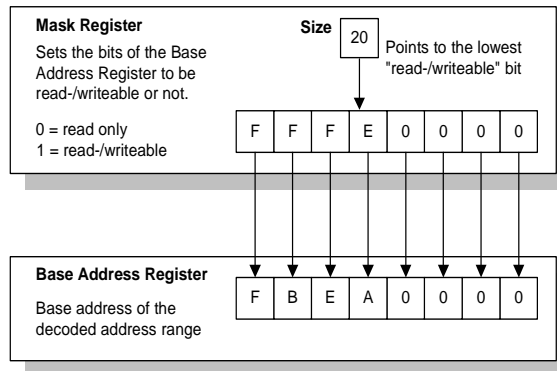 Mask Register
Sets the bits of the Base
Address Register to be
read-/writeable or not.
0 = read only
1 = read-/writeable
Size
20
Points to the lowest
"read-/writeable" bit
F F F E 0 0 0 0
Base Address Register
Base address of the
decoded address range
F B E A 0 0 0 0